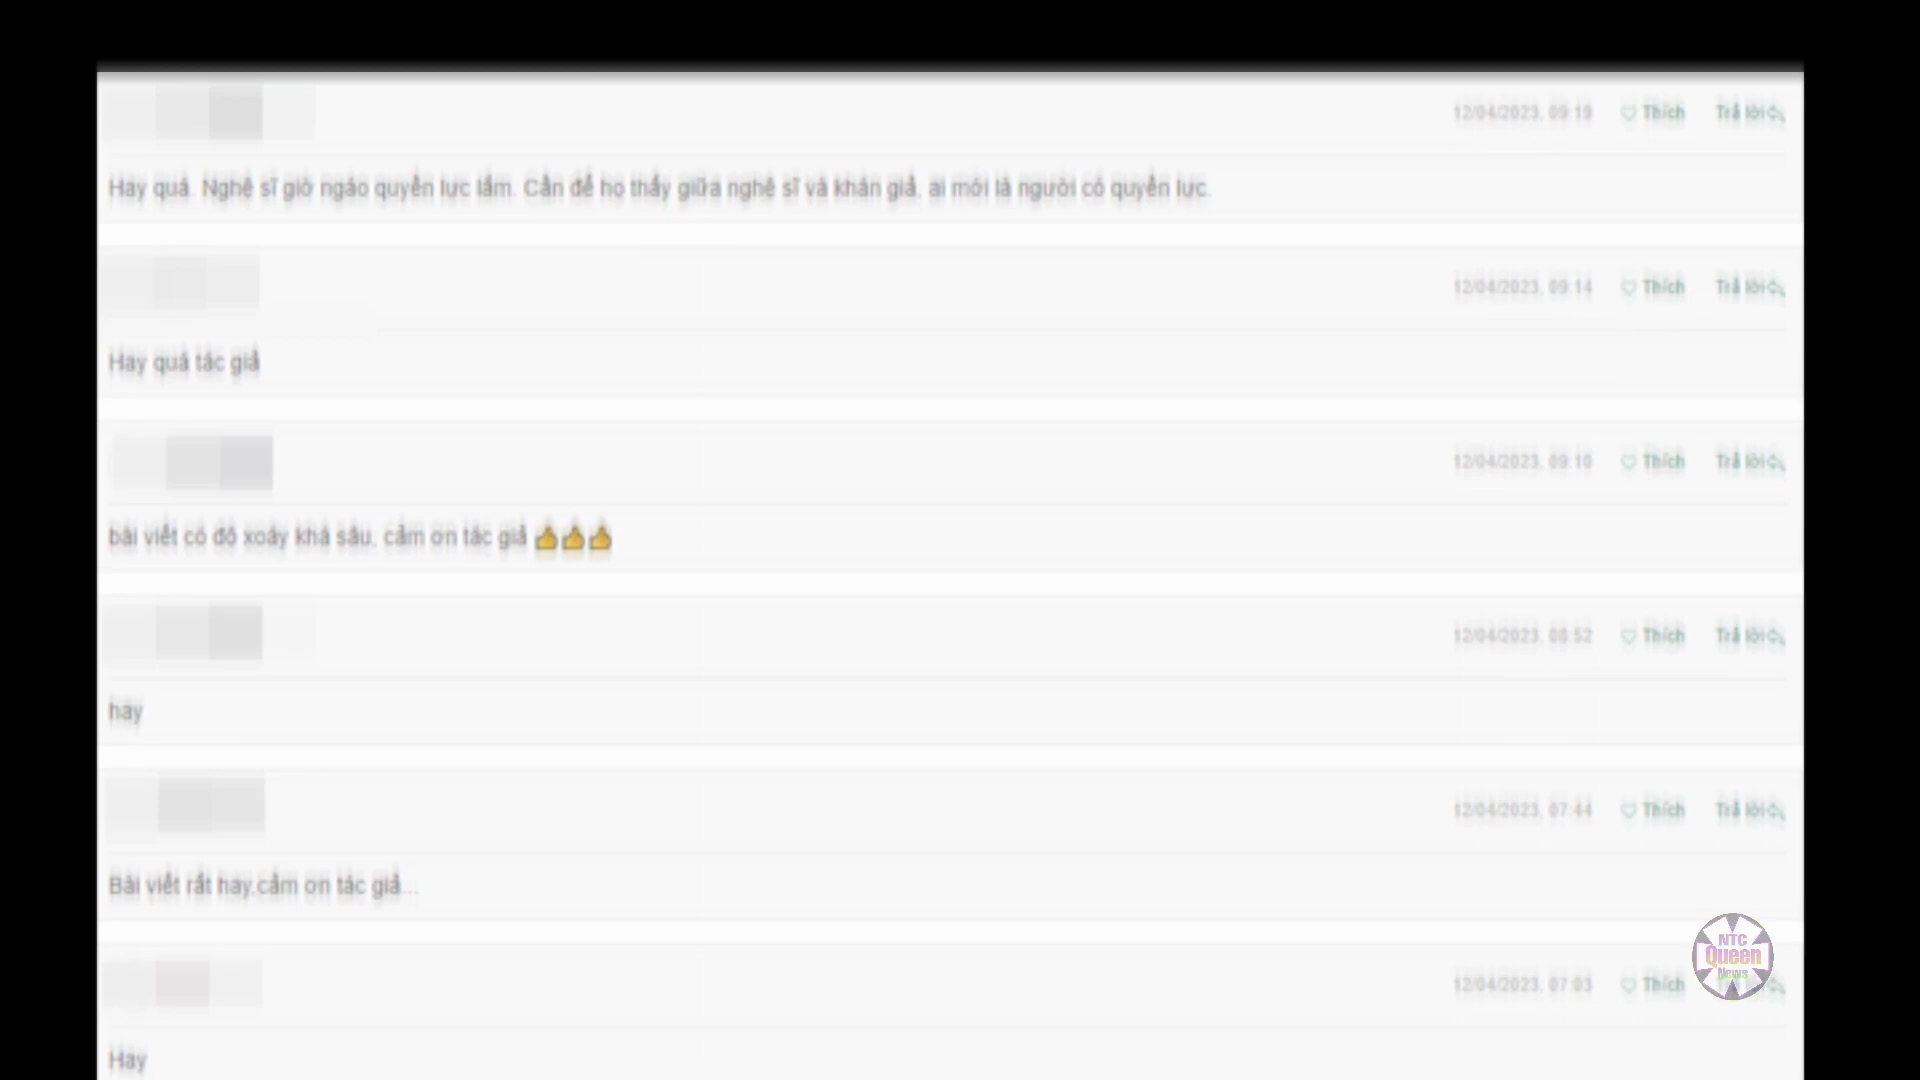 12/04/2023, 09:19 Thích Trả lời
Hay quá. Nghệ sĩ giờ ngáo quyền lực lắm. Cần để họ thấy giữa nghệ sĩ và khán giả, ai mới là người có quyền lực.
12/04/2023, 09:14 Thích Trả lời
Hay quá tác giả
12/04/2023, 09:10 Thích Trả lời
bài viết có độ xoáy khá sâu, cảm ơn tác giả 👍👍👍
12/04/2023, 08:52 Thích Trả lời
hay
12/04/2023, 07:44 Thích Trả lời
Bài viết rất hay,cảm ơn tác giả...
NTC
Queen
News
12/04/2023, 07:03 Thích
Hay